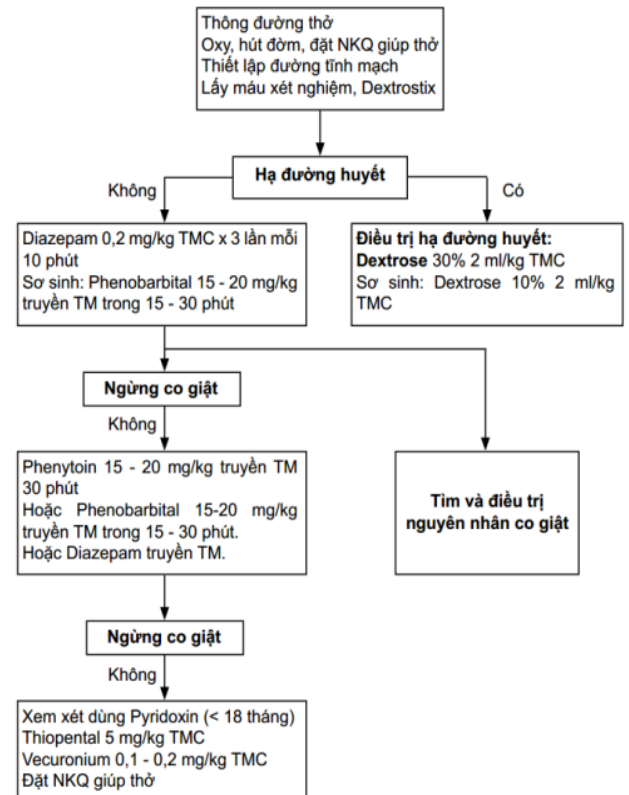 Thông đường thở
Oxy, hút đờm, đặt NKQ giúp thở
Thiết lập đường tĩnh mạch
Lấy máu xét nghiệm, Dextrostix
Hạ đường huyết
Không
Có
Diazepam 0,2 mg/kg TMC x 3 lần mỗi
10 phút
Sơ sinh: Phenobarbital 15 - 20 mg/kg
truyền TM trong 15 - 30 phút
Điều trị hạ đường huyết:
Dextrose 30% 2 ml/kg TMC
Sơ sinh: Dextrose 10% 2 ml/kg
TMC
Ngừng co giật
Không
Phenytoin 15 - 20 mg/kg truyền TM
30 phút
Hoặc Phenobarbital 15-20 mg/kg
truyền TM trong 15 - 30 phút.
Hoặc Diazepam truyền TM.
Tìm và điều trị
nguyên nhân co giật
Ngừng co giật
Không
Xem xét dùng Pyridoxin (< 18 tháng)
Thiopental 5 mg/kg TMC
Vecuronium 0,1 - 0,2 mg/kg TMC
Đặt NKQ giúp thở